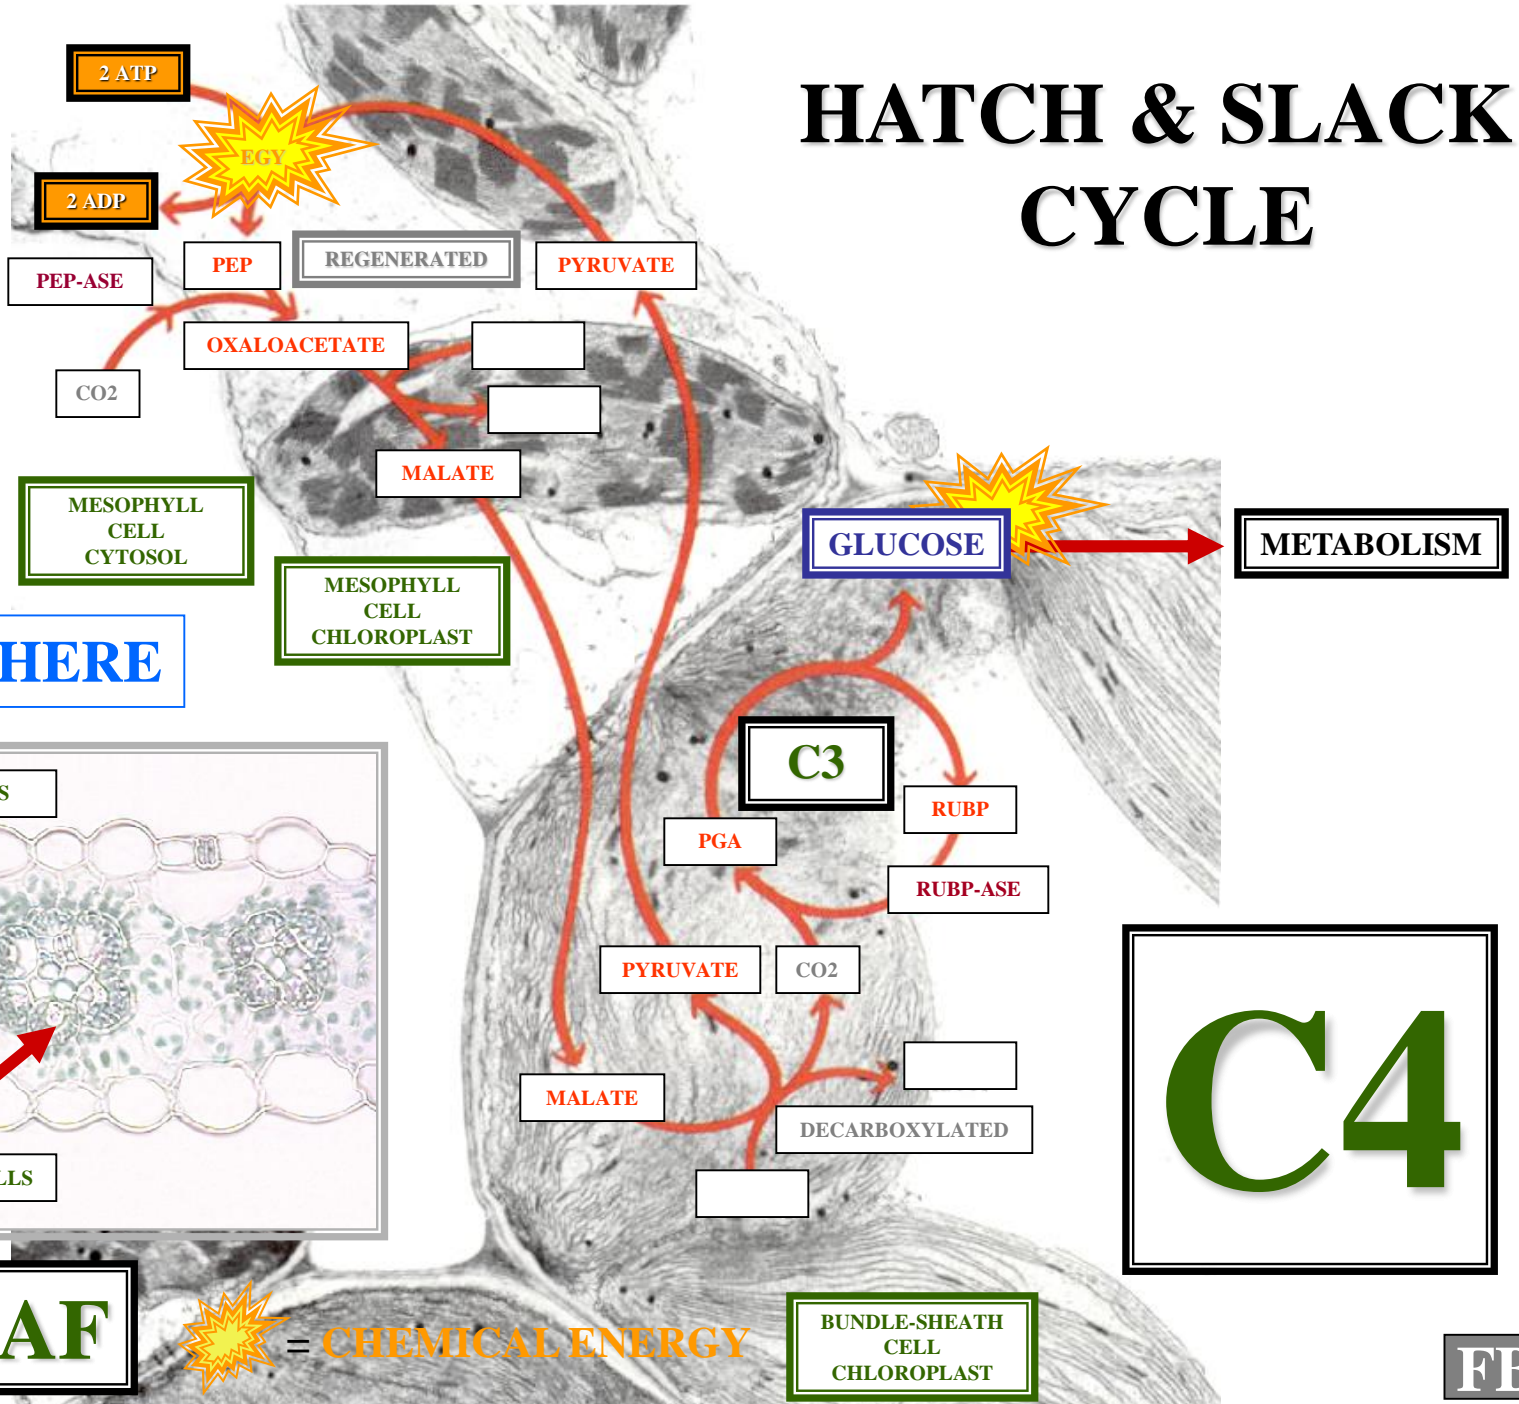 HATCH & SLACK
CYCLE
2 ATP
EGY
2 ADP
PEP-ASE
PEP
REGENERATED
PYRUVATE
OXALOACETATE
CO2
MALATE
MESOPHYLL
CELL
CYTOSOL
MESOPHYLL
CELL
CHLOROPLAST
GLUCOSE
METABOLISM
HERE
C3
S
RUBP
PGA
RUBP-ASE
PYRUVATE
CO2
MALATE
DECARBOXYLATED
C4
LLS
AF
= CHEMICAL ENERGY
BUNDLE-SHEATH
CELL
CHLOROPLAST